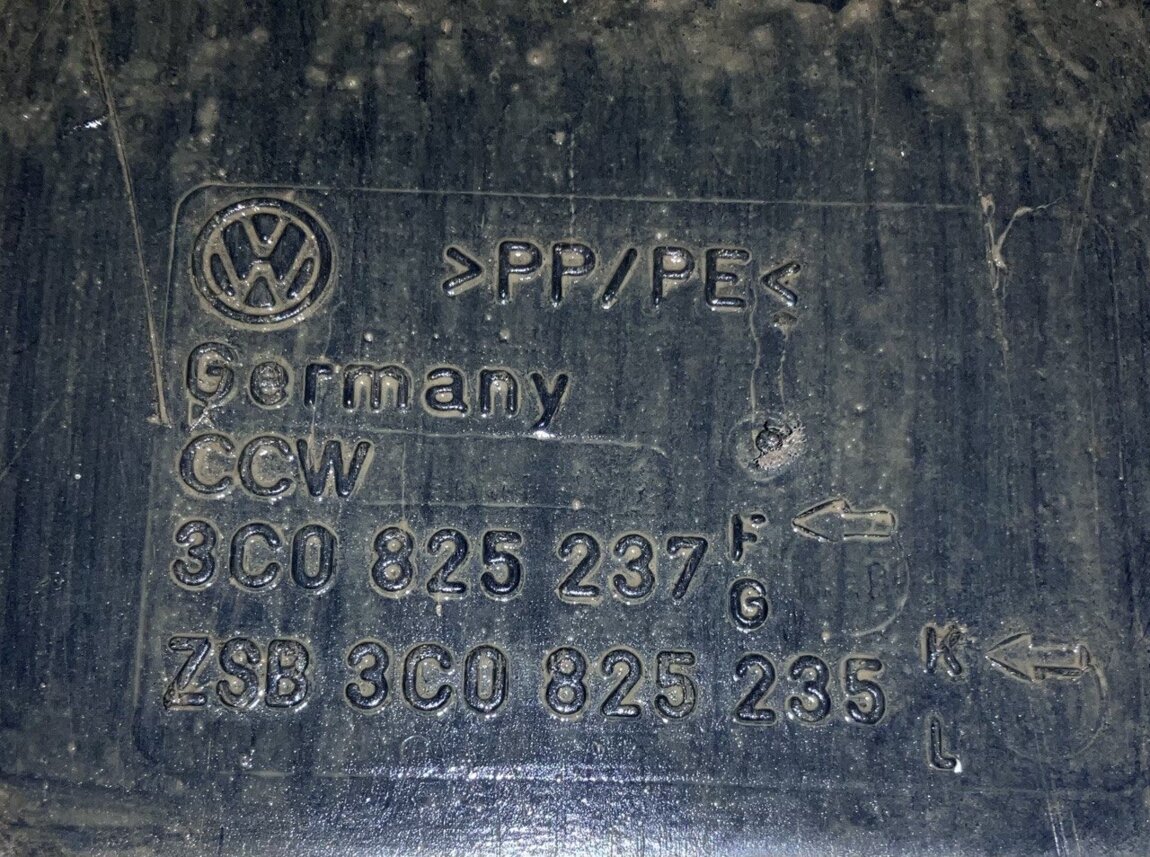 VW
>PP/PE<
Germany
CCW
3C0 825 237 F
G
ZSB 3C0 825 235 K
L